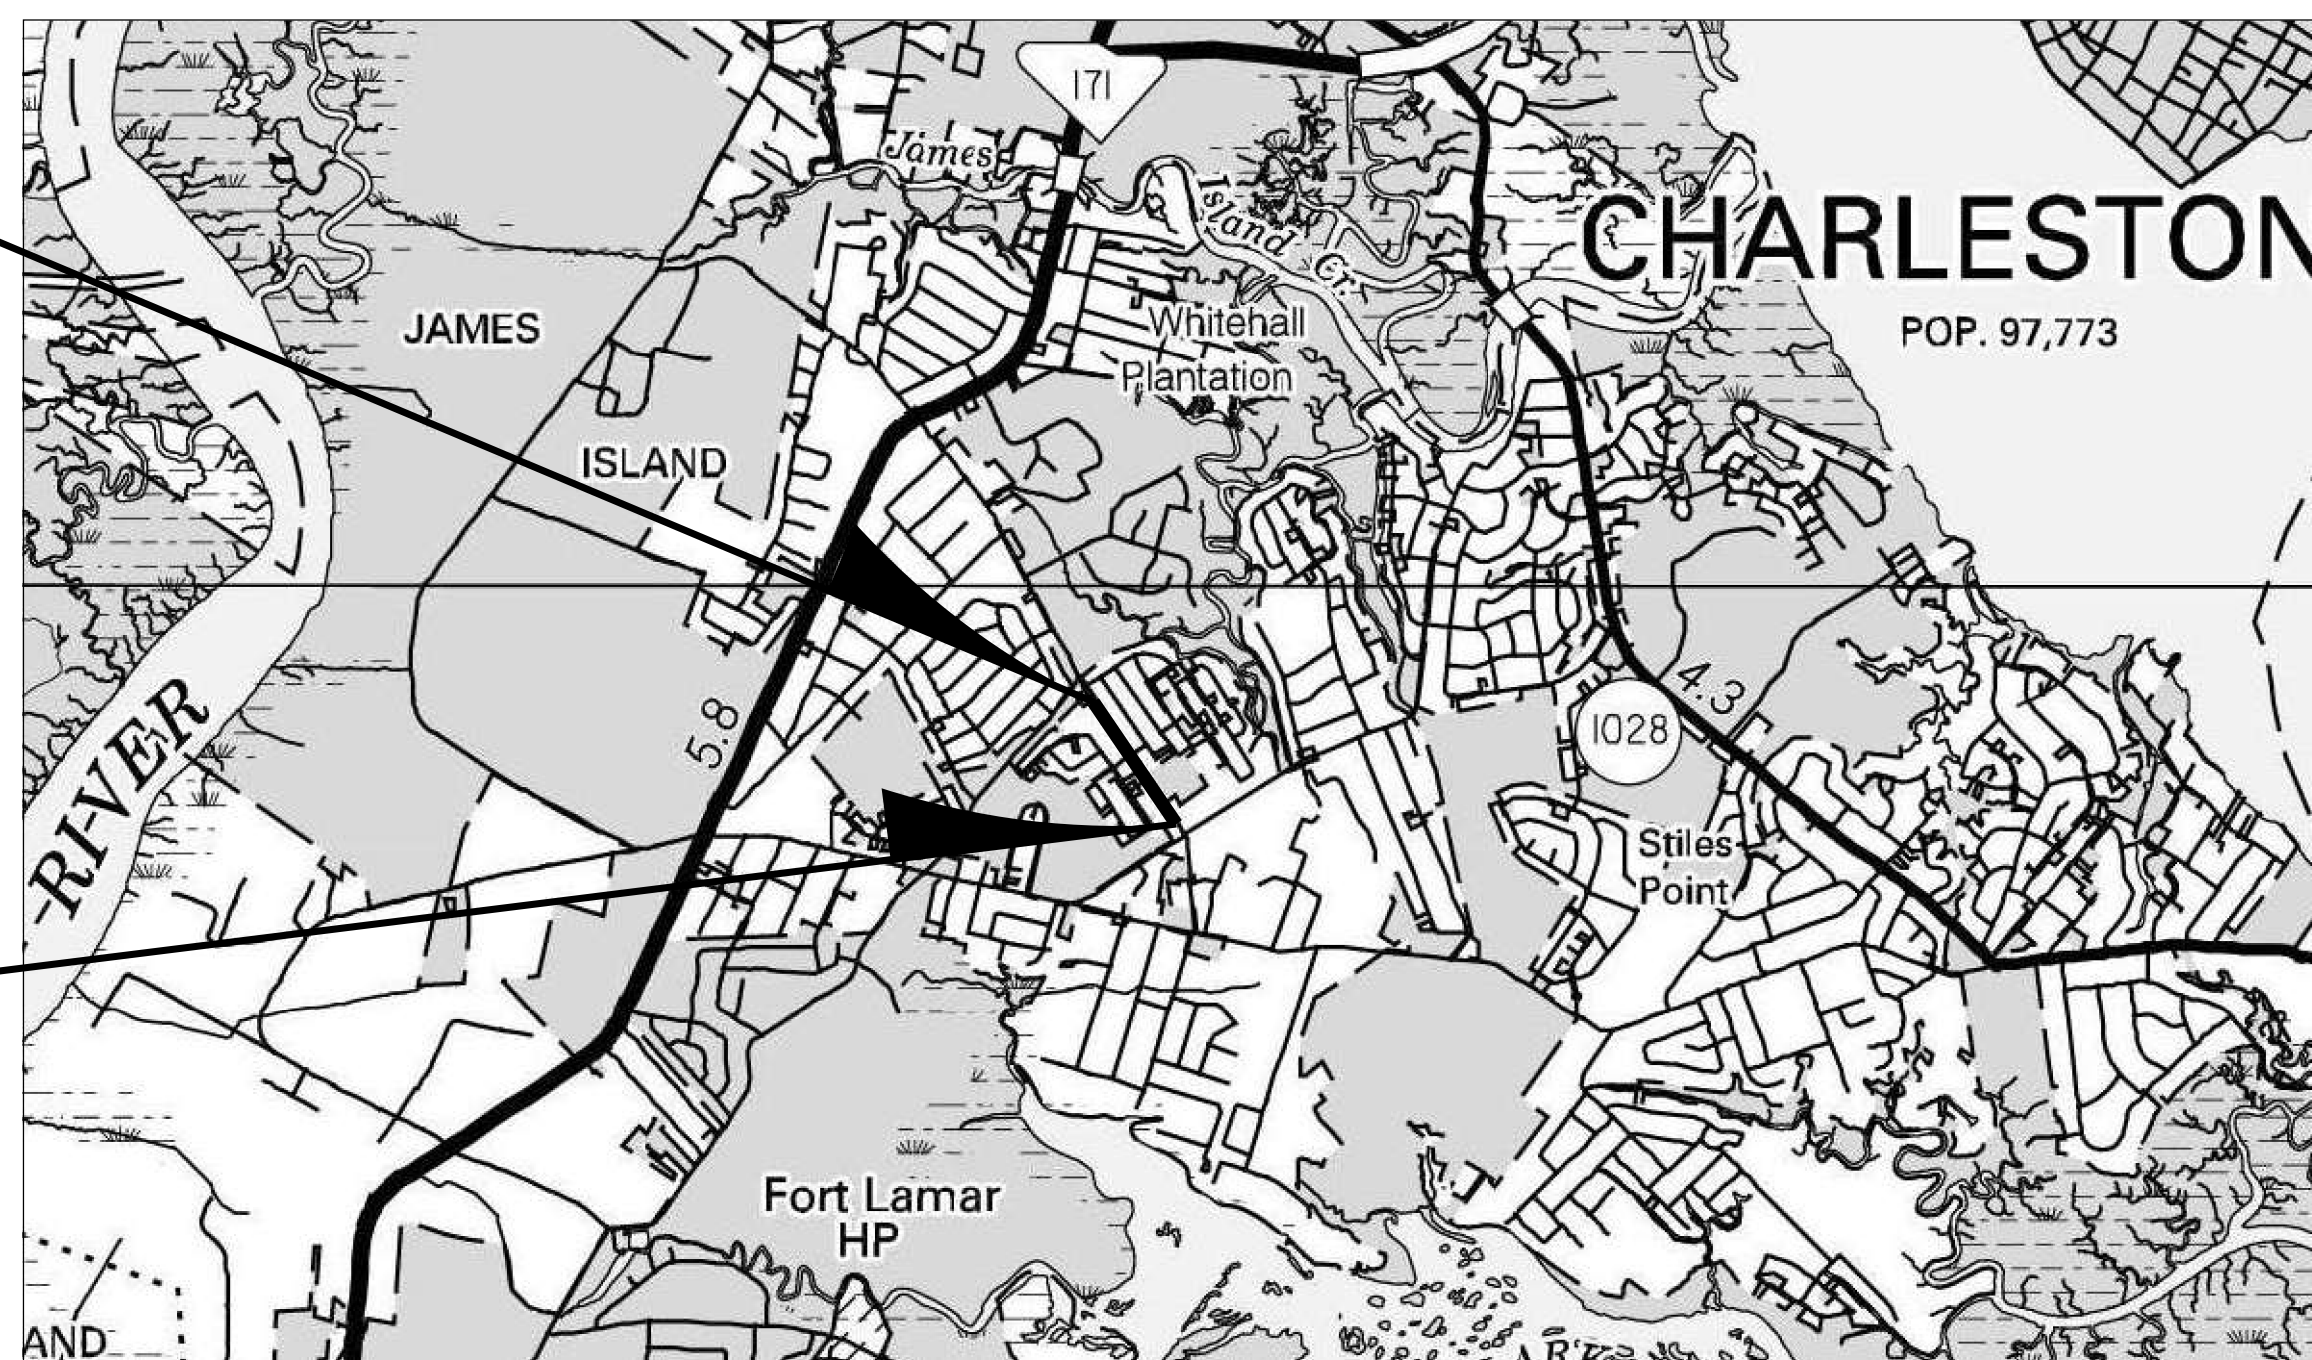 171
James
Island
Cr.
CHARLESTON
POP. 97,773
JAMES
Whitehall
Plantation
ISLAND
5.8
4.3
1028
RIVER
Stiles
Point
Fort Lamar
HP
AND